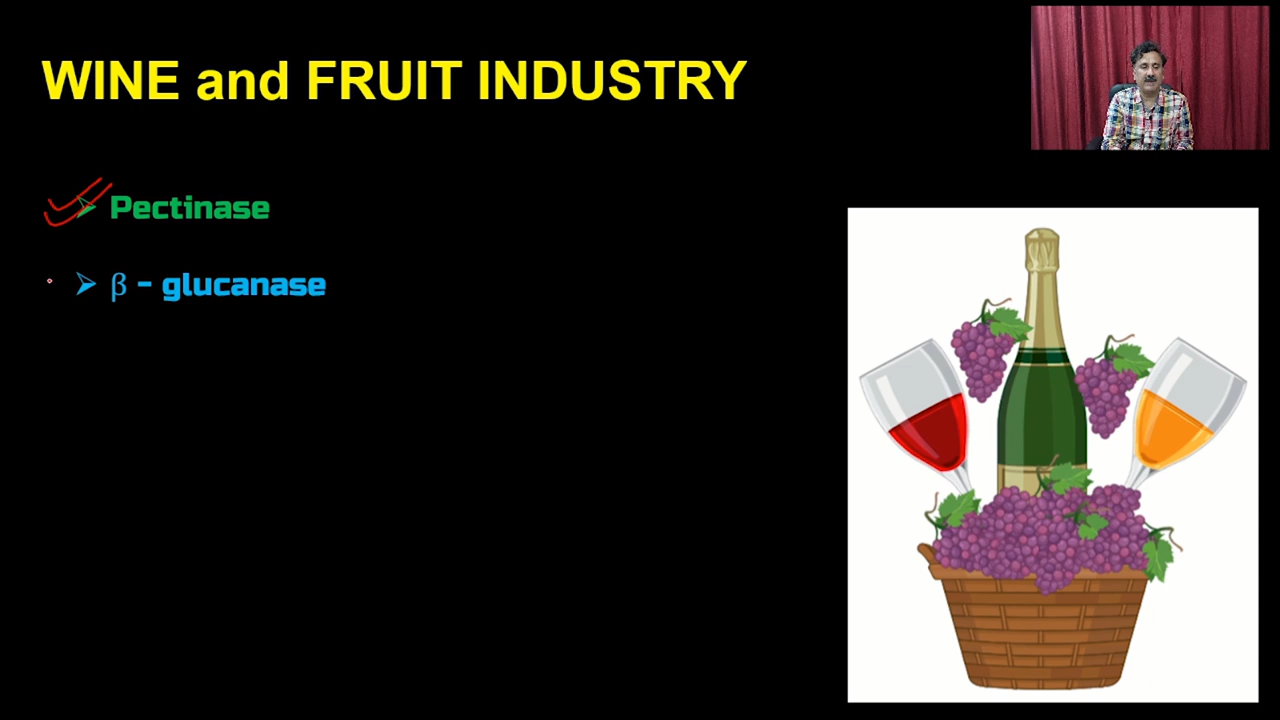 WINE and FRUIT INDUSTRY
➢ Pectinase
➢ β - glucanase